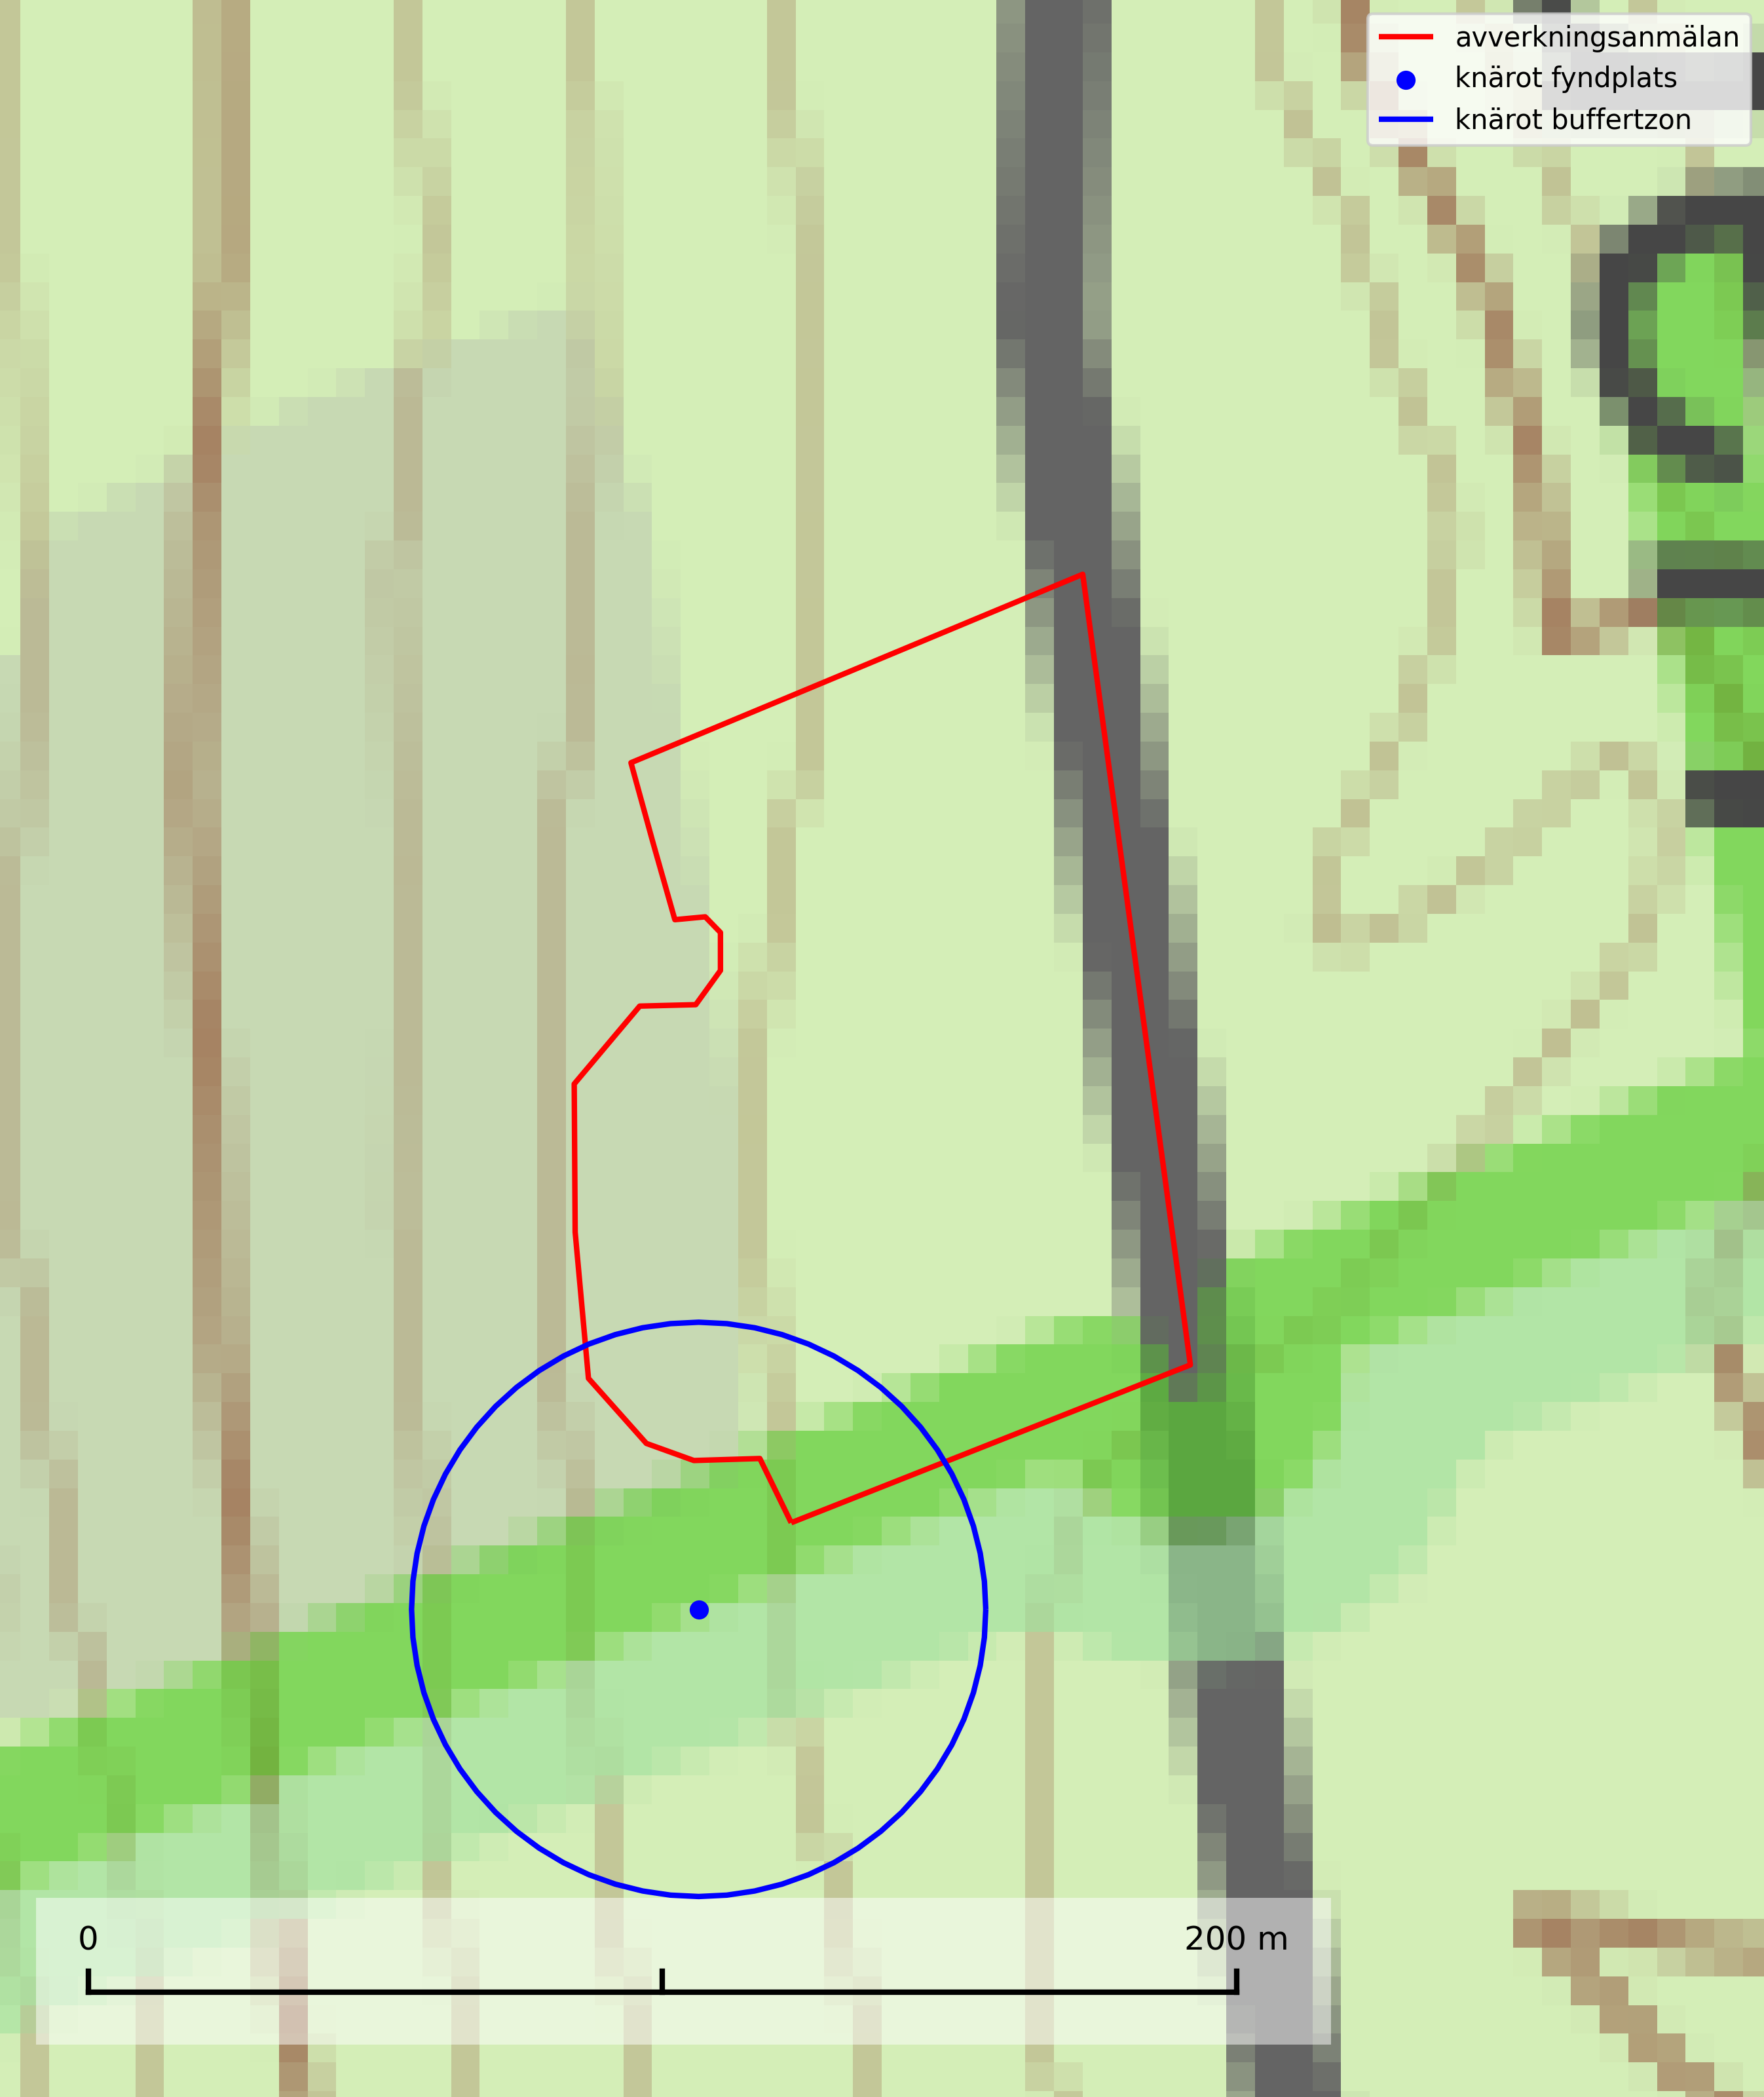 avverkningsanmälan
knärot fyndplats
knärot buffertzon
0
200 m